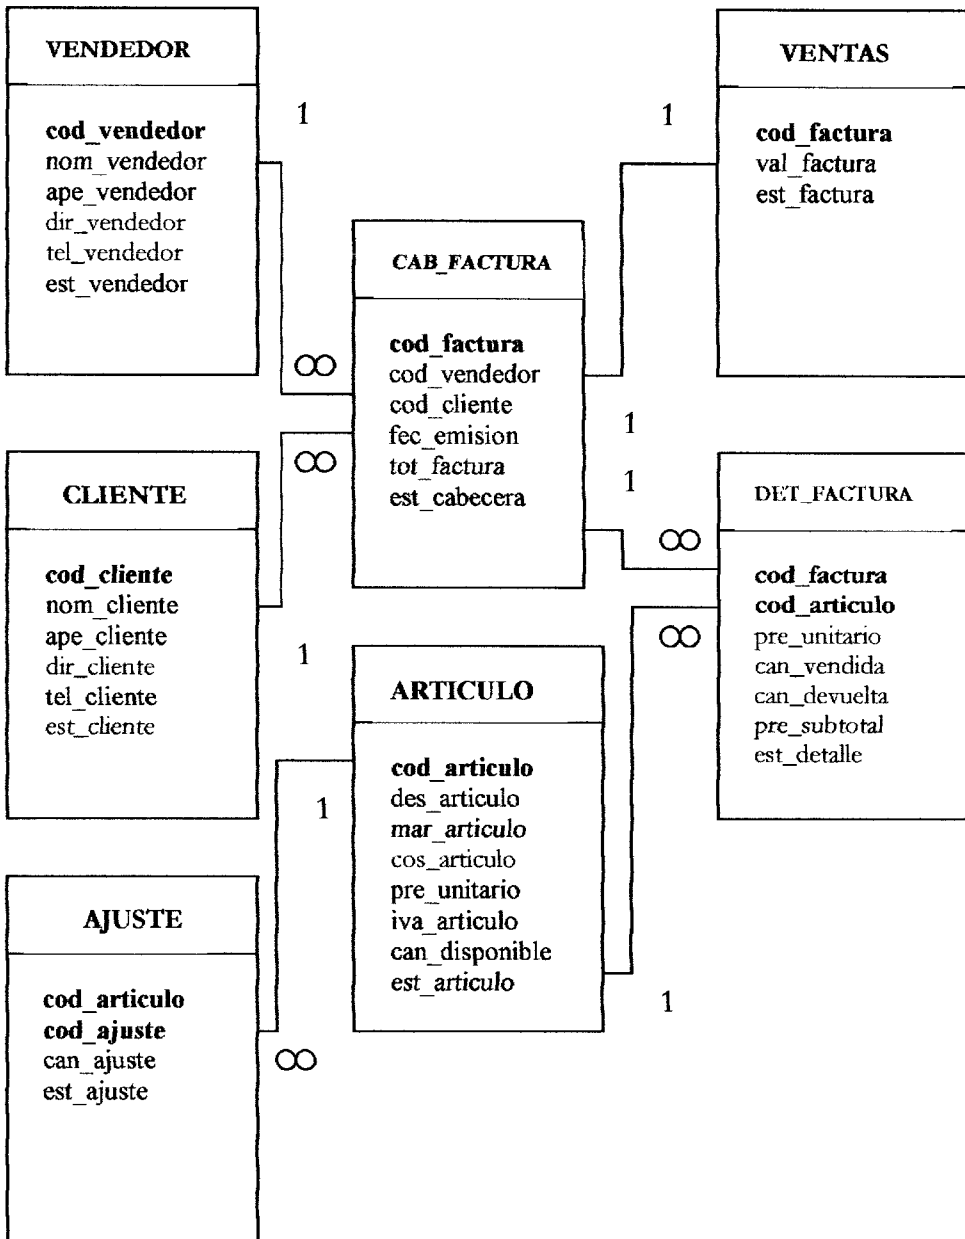 VENDEDOR
cod_vendedor
nom_vendedor
ape_vendedor
dir_vendedor
tel_vendedor
est_vendedor
1
∞
VENTAS
cod_factura
val_factura
est_factura
1
CAB_FACTURA
cod_factura
cod_vendedor
cod_cliente
fec_emision
tot_factura
est_cabecera
1
1
∞
∞
CLIENTE
cod_cliente
nom_cliente
ape_cliente
dir_cliente
tel_cliente
est_cliente
1
DET_FACTURA
cod_factura
cod_articulo
pre_unitario
can_vendida
can_devuelta
pre_subtotal
est_detalle
∞
ARTICULO
cod_articulo
des_articulo
mar_articulo
cos_articulo
pre_unitario
iva_articulo
can_disponible
est_articulo
1
1
AJUSTE
cod_articulo
cod_ajuste
can_ajuste
est_ajuste
∞